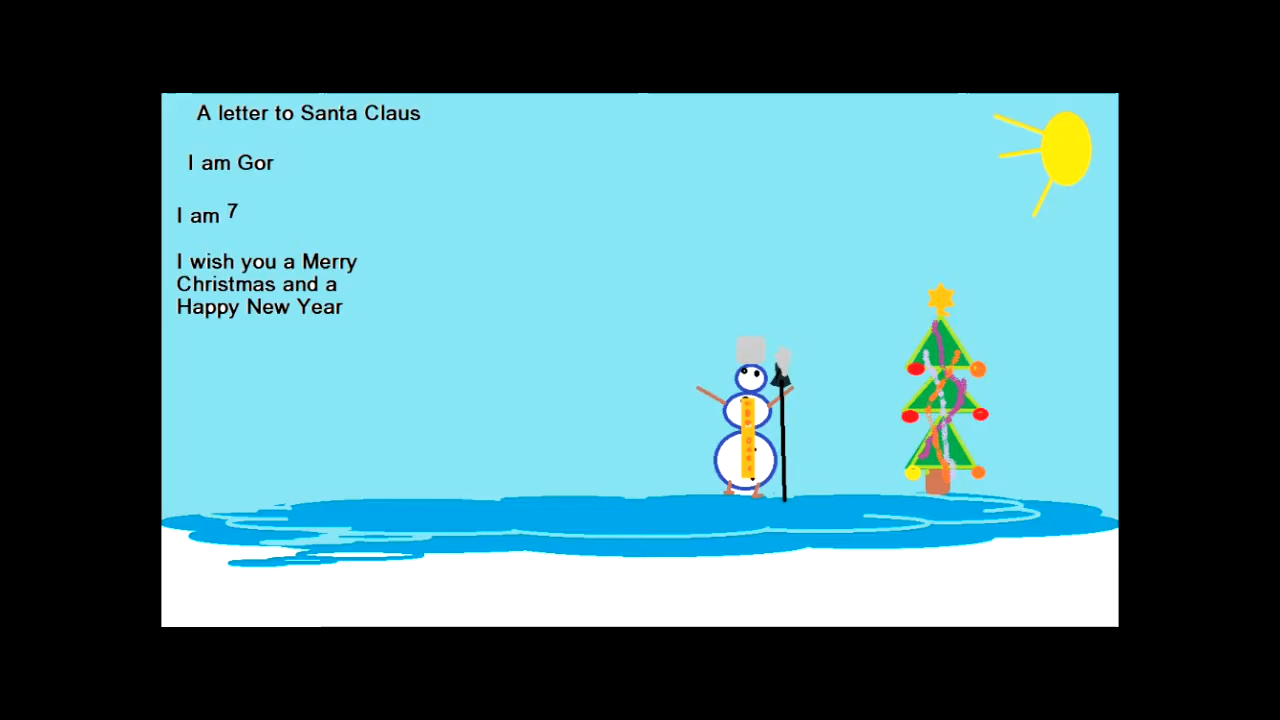 A letter to Santa Claus
I am Gor
I am 7
I wish you a Merry
Christmas and a
Happy New Year